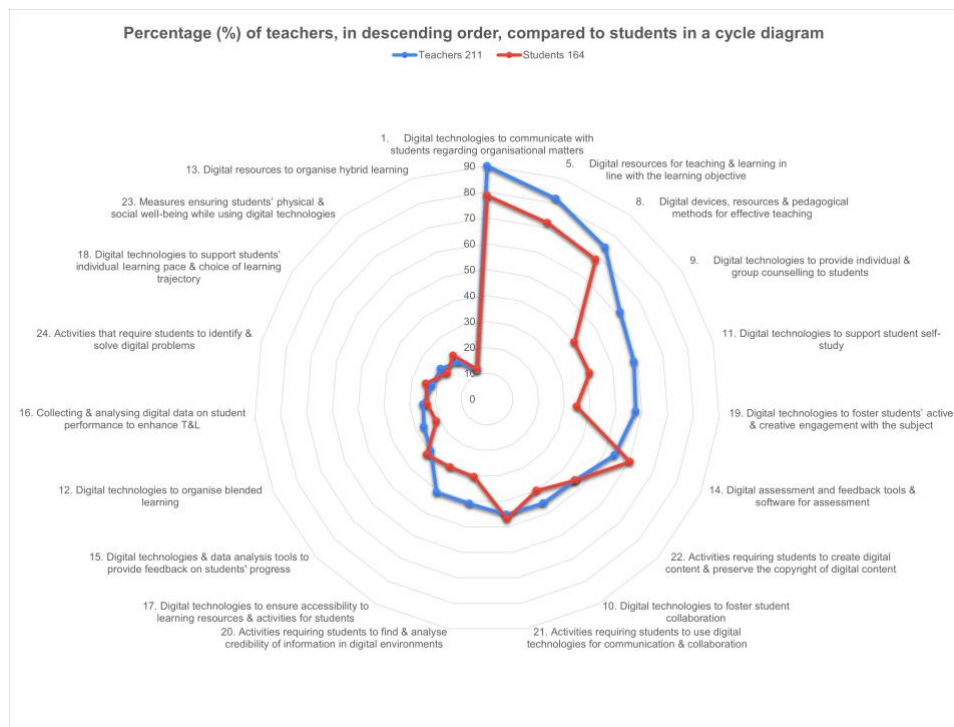 Percentage (%) of teachers, in descending order, compared to students in a cycle diagram
Teachers 211 Students 164
1. Digital technologies to communicate with
students regarding organisational matters
5. Digital resources for teaching & learning in
line with the learning objective
8. Digital devices, resources & pedagogical
methods for effective teaching
9. Digital technologies to provide individual &
group counselling to students
11. Digital technologies to support student self-
study
19. Digital technologies to foster students' active
& creative engagement with the subject
14. Digital assessment and feedback tools &
software for assessment
22. Activities requiring students to create digital
content & preserve the copyright of digital content
10. Digital technologies to foster student
collaboration
21. Activities requiring students to use digital
technologies for communication & collaboration
20. Activities requiring students to find & analyse
credibility of information in digital environments
17. Digital technologies to ensure accessibility to
learning resources & activities for students
15. Digital technologies & data analysis tools to
provide feedback on students' progress
12. Digital technologies to organise blended
learning
16. Collecting & analysing digital data on student
performance to enhance T&L
24. Activities that require students to identify &
solve digital problems
18. Digital technologies to support students'
individual learning pace & choice of learning
trajectory
23. Measures ensuring students' physical &
social well-being while using digital technologies
13. Digital resources to organise hybrid learning
90
80
70
60
50
40
30
20
10
0